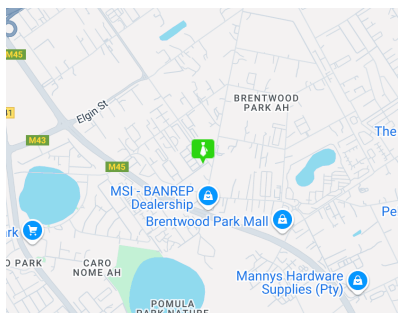 M45
Elgin St
BRENTWOOD
PARK AH
M43
The
M45
MSI - BANREP
Dealership
Brentwood Park Mall
Pe
rk
O PARK
CARO
NOME AH
Mannys Hardware
Supplies (Pty)
POMULA
PARK NATURE